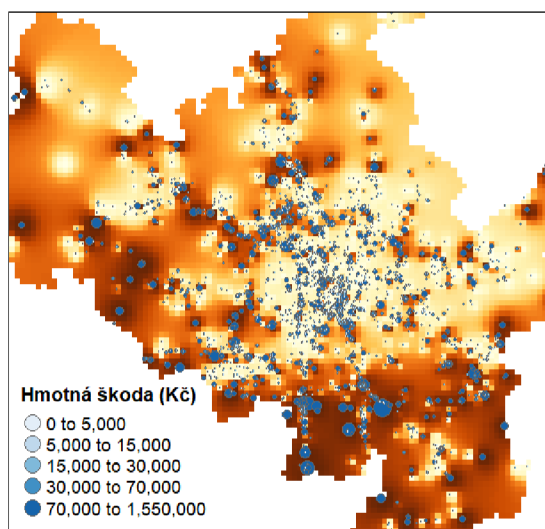 Hmotná škoda (Kč)
0 to 5,000
5,000 to 15,000
15,000 to 30,000
30,000 to 70,000
70,000 to 1,550,000